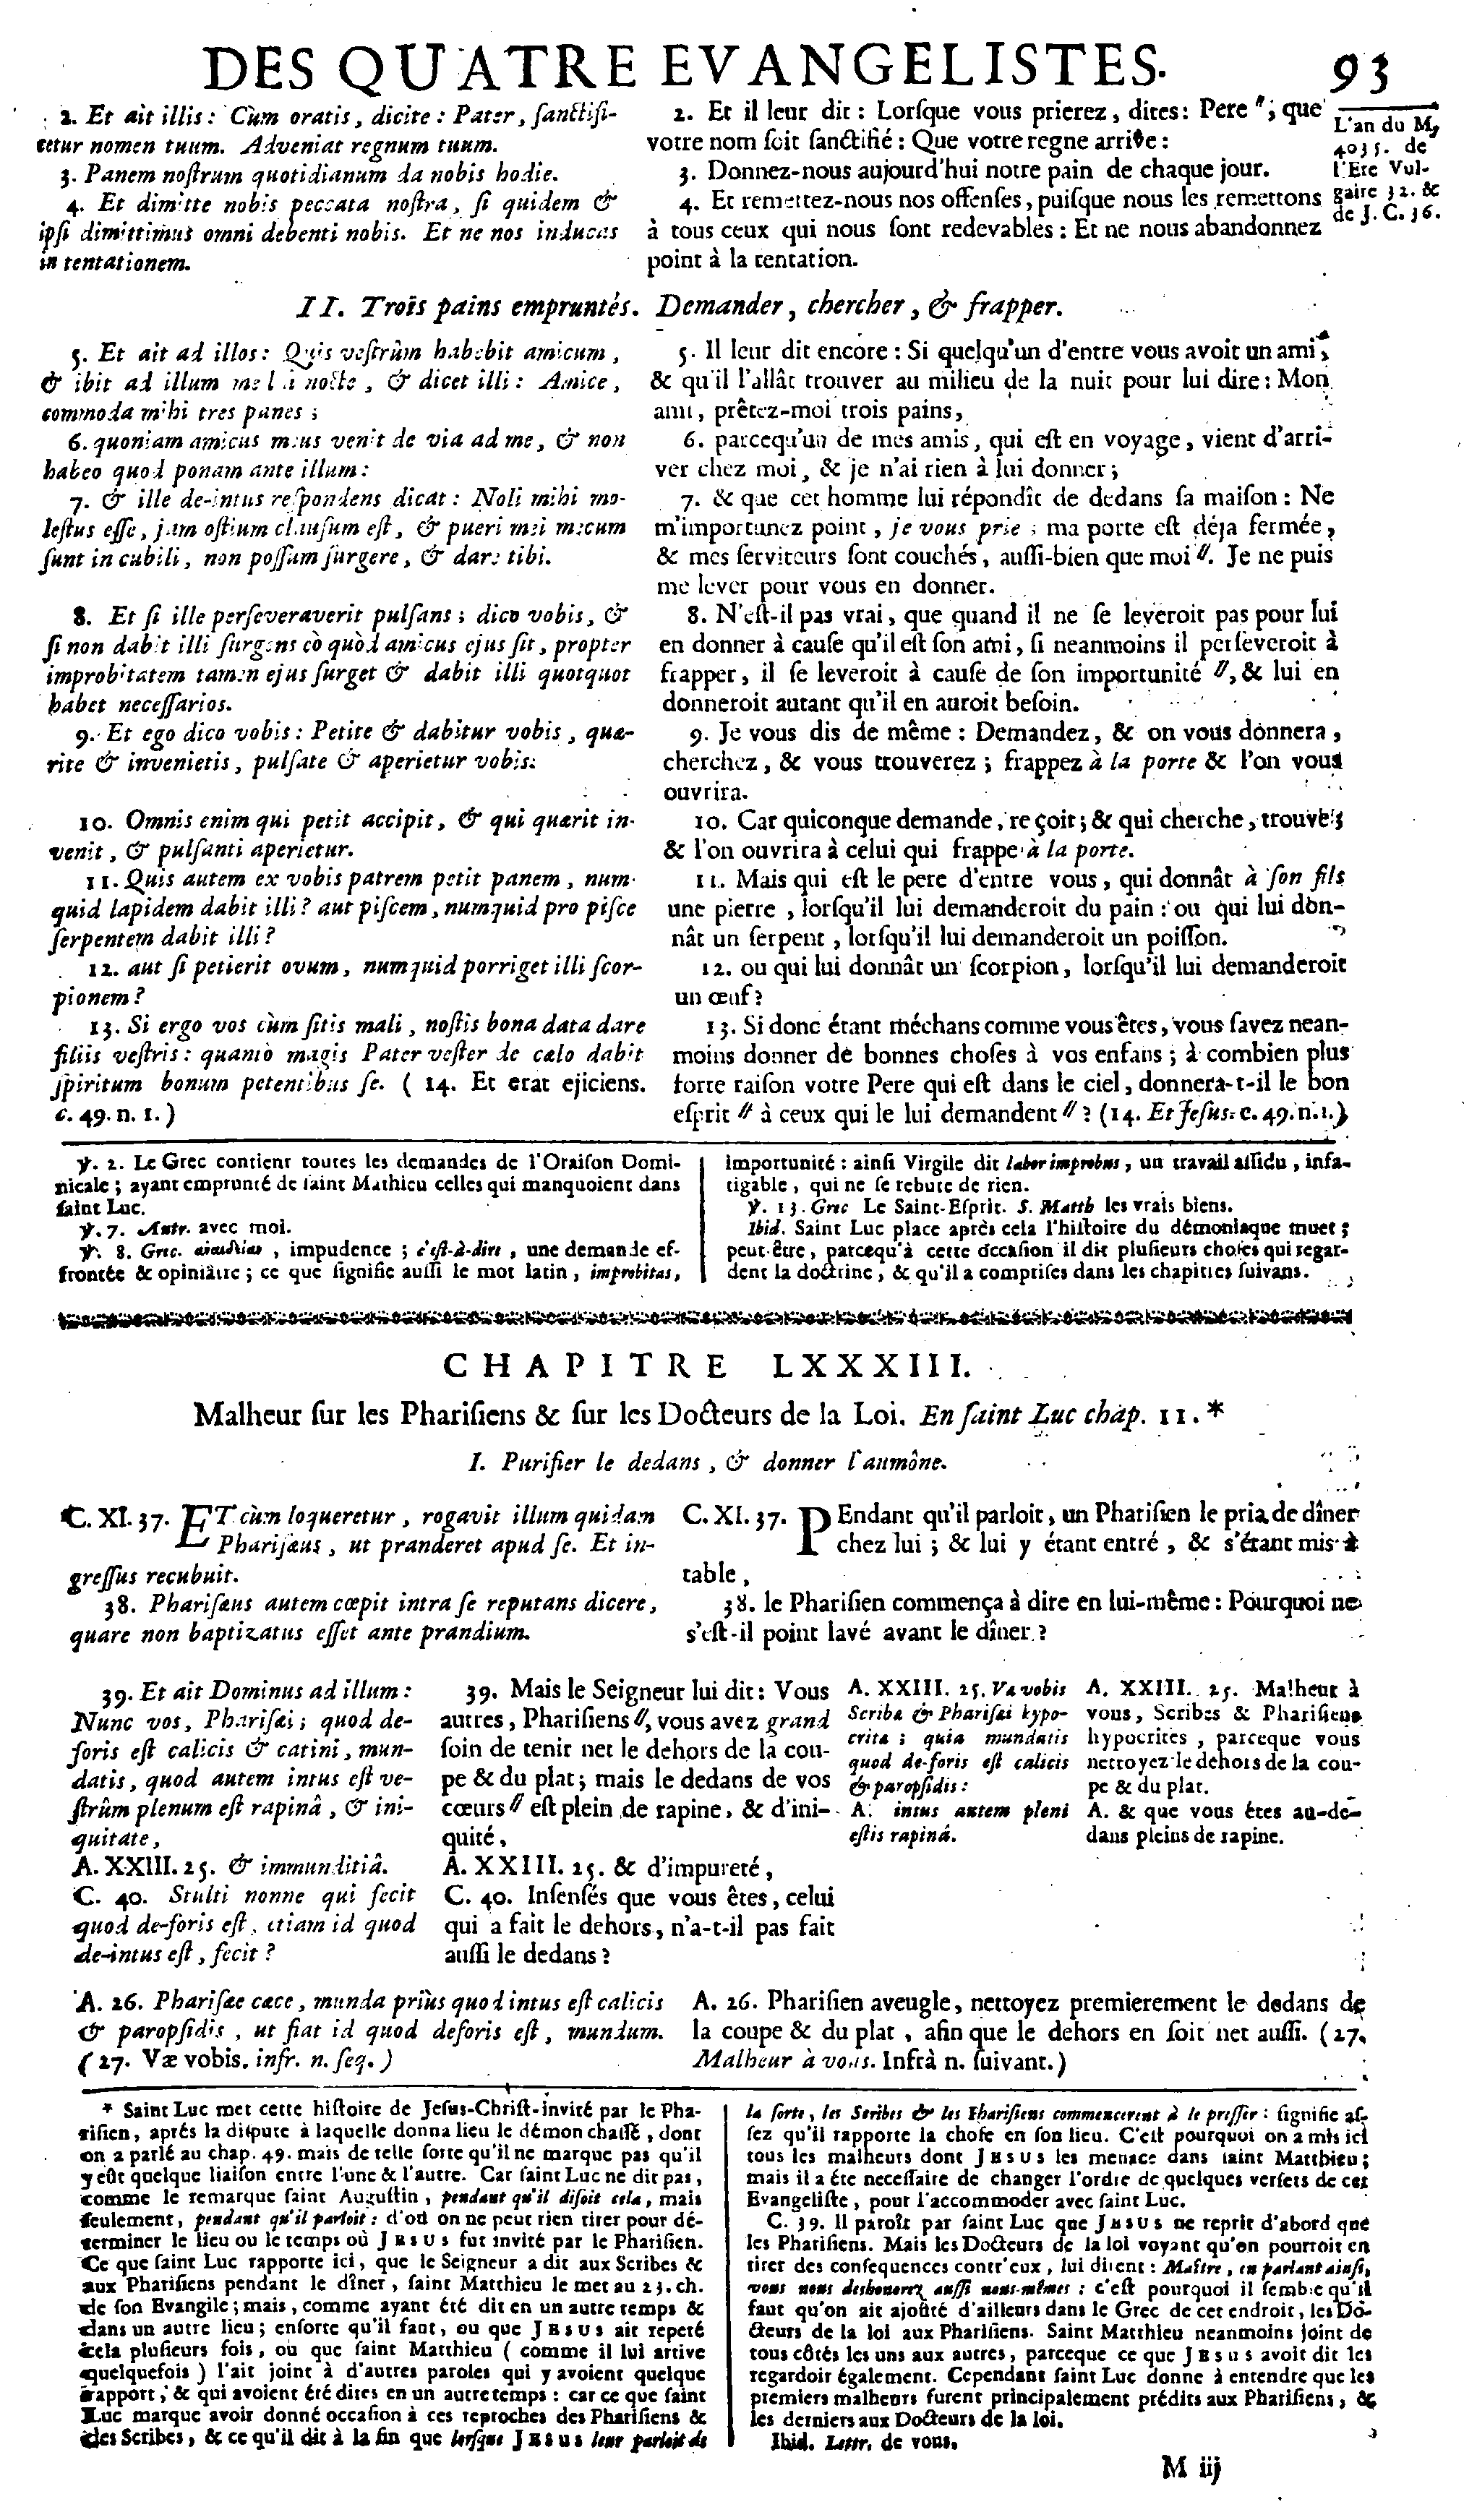 DES QUATRE EVANGELISTES.
93
L'an du M.
4035. de
l'Ere Vul-
gaire 32. &
de J. C. 36.
2. Et ait illis: Cùm oratis, dicite: Pater, sanctifi-
cetur nomen tuum. Adveniat regnum tuum.
3. Panem nostrum quotidianum da nobis hodie.
4. Et dimitte nobis peccata nostra, si quidem &
ipsi dimittimus omni debenti nobis. Et ne nos inducas
in tentationem.
2. Et il leur dit: Lorsque vous prierez, dites: Pere ", que
votre nom soit sanctifié: Que votre regne arrive:
3. Donnez-nous aujourd'hui notre pain de chaque jour.
4. Et remettez-nous nos offenses, puisque nous les remettons
à tous ceux qui nous sont redevables: Et ne nous abandonnez
point à la tentation.
II. Trois pains empruntés. Demander, chercher, & frapper.
5. Et ait ad illos: Quis vestrûm habebit amicum,
& ibit ad illum mediâ nocte, & dicet illi: Amice,
commoda mihi tres panes;
6. quoniam amicus meus venit de via ad me, & non
habeo quod ponam ante illum:
7. & ille de-intus respondens dicat: Noli mihi mo-
lestus esse, jam ostium clausum est, & pueri mei mecum
sunt in cubili, non possum surgere, & dare tibi.
8. Et si ille perseveraverit pulsans; dico vobis, &
si non dabit illi surgens eò quòd amicus ejus sit, propter
improbitatem tamen ejus surget & dabit illi quotquot
habet necessarios.
9. Et ego dico vobis: Petite & dabitur vobis, quæ-
rite & invenietis, pulsate & aperietur vobis.
10. Omnis enim qui petit accipit, & qui quærit in-
venit, & pulsanti aperietur.
11. Quis autem ex vobis patrem petit panem, num-
quid lapidem dabit illi? aut piscem, numquid pro pisce
serpentem dabit illi?
12. aut si petierit ovum, numquid porriget illi scor-
pionem?
13. Si ergo vos cùm sitis mali, nostis bona data dare
filiis vestris: quantò magis Pater vester de cælo dabit
spiritum bonum petentibus se. (14. Et erat ejiciens.
c. 49. n. 1.)
5. Il leur dit encore: Si quelqu'un d'entre vous avoit un ami,
& qu'il l'allât trouver au milieu de la nuit pour lui dire: Mon
ami, prêtez-moi trois pains,
6. parcequ'un de mes amis, qui est en voyage, vient d'arri-
ver chez moi, & je n'ai rien à lui donner;
7. & que cet homme lui répondît de dedans sa maison: Ne
m'importunez point, je vous prie; ma porte est déja fermée,
& mes serviteurs sont couchés, aussi-bien que moi ". Je ne puis
me lever pour vous en donner.
8. N'est-il pas vrai, que quand il ne se leveroit pas pour lui
en donner à cause qu'il est son ami, si neanmoins il perseveroit à
frapper, il se leveroit à cause de son importunité ", & lui en
donneroit autant qu'il en auroit besoin.
9. Je vous dis de même: Demandez, & on vous donnera,
cherchez, & vous trouverez; frappez à la porte & l'on vous
ouvrira.
10. Car quiconque demande, reçoit; & qui cherche, trouve;
& l'on ouvrira à celui qui frappe à la porte.
11. Mais qui est le pere d'entre vous, qui donnât à son fils
une pierre, lorsqu'il lui demanderoit du pain: ou qui lui don-
nât un serpent, lorsqu'il lui demanderoit un poisson.
12. ou qui lui donnât un scorpion, lorsqu'il lui demanderoit
un œuf?
13. Si donc étant méchans comme vous êtes, vous savez nean-
moins donner de bonnes choses à vos enfans; à combien plus
forte raison votre Pere qui est dans le ciel, donnera-t-il le bon
esprit " à ceux qui le lui demandent "? (14. Et Jesus. c. 49. n. 1.)
℣. 2. Le Grec contient toutes les demandes de l'Oraison Domi-
nicale; ayant emprunté de saint Mathieu celles qui manquoient dans
saint Luc.
℣. 7. Autr. avec moi.
℣. 8. Grec. , impudence; c'est-à-dire, une demande ef-
frontée & opiniâtre; ce que signifie aussi le mot latin, improbitas,
importunité: ainsi Virgile dit labor improbus, un travail assidu, infa-
tigable, qui ne se rebute de rien.
℣. 13. Grec Le Saint-Esprit. S. Matth les vrais biens.
Ibid. Saint Luc place après cela l'histoire du démoniaque muet;
peut-être, parcequ'à cette occasion il dit plusieurs choses qui regar-
dent la doctrine, & qu'il a comprises dans les chapitres suivans.
CHAPITRE LXXXIII.
Malheur sur les Pharisiens & sur les Docteurs de la Loi. En saint Luc chap. 11.*
I. Purifier le dedans, & donner l'aumône.
C. XI. 37. ET cùm loqueretur, rogavit illum quidam
Pharisæus, ut pranderet apud se. Et in-
gressus recubuit.
38. Pharisæus autem cœpit intra se reputans dicere,
quare non baptizatus esset ante prandium.
C. XI. 37. PEndant qu'il parloit, un Pharisien le pria de dîner
chez lui; & lui y étant entré, & s'étant mis à
table,
38. le Pharisien commença à dire en lui-même: Pourquoi ne
s'est-il point lavé avant le dîner?
39. Et ait Dominus ad illum:
Nunc vos, Pharisæi; quod de-
foris est calicis & catini, mun-
datis, quod autem intus est ve-
strûm plenum est rapinâ, & ini-
quitate,
A. XXIII. 25. & immunditiâ.
C. 40. Stulti nonne qui fecit
quod de-foris est, etiam id quod
de-intus est, fecit?
39. Mais le Seigneur lui dit: Vous
autres, Pharisiens ", vous avez grand
soin de tenir net le dehors de la cou-
pe & du plat; mais le dedans de vos
cœurs " est plein de rapine, & d'ini-
quité,
A. XXIII. 25. & d'impureté,
C. 40. Insensés que vous êtes, celui
qui a fait le dehors, n'a-t-il pas fait
aussi le dedans?
A. XXIII. 25. Væ vobis
Scribæ & Pharisæi hypo-
critæ; quia mundatis
quod de-foris est calicis
& paropsidis:
A. intus autem pleni
estis rapinâ.
A. XXIII. 25. Malheur à
vous, Scribes & Pharisiens
hypocrites, parceque vous
nettoyez le dehors de la cou-
pe & du plat.
A. & que vous êtes au-de-
dans pleins de rapine.
A. 26. Pharisæe cæce, munda priùs quod intus est calicis
& paropsidis, ut fiat id quod deforis est, mundum.
(27. Væ vobis. infr. n. seq.)
A. 26. Pharisien aveugle, nettoyez premierement le dedans de
la coupe & du plat, afin que le dehors en soit net aussi. (27.
Malheur à vous. Infrà n. suivant.)
* Saint Luc met cette histoire de Jesus-Christ invité par le Pha-
risien, après la dispute à laquelle donna lieu le démon chassé, dont
on a parlé au chap. 49. mais de telle sorte qu'il ne marque pas qu'il
y eût quelque liaison entre l'une & l'autre. Car saint Luc ne dit pas,
comme le remarque saint Augustin, pendant qu'il disoit cela, mais
seulement, pendant qu'il parloit: d'où on ne peut rien tirer pour dé-
terminer le lieu ou le temps où JESUS fut invité par le Pharisien.
Ce que saint Luc rapporte ici, que le Seigneur a dit aux Scribes &
aux Pharisiens pendant le dîner, saint Matthieu le met au 23. ch.
de son Evangile; mais, comme ayant été dit en un autre temps &
dans un autre lieu; ensorte qu'il faut, ou que JESUS ait repeté
cela plusieurs fois, ou que saint Matthieu (comme il lui arrive
quelquefois) l'ait joint à d'autres paroles qui y avoient quelque
rapport, & qui avoient été dites en un autre temps: car ce que saint
Luc marque avoir donné occasion à ces reproches des Pharisiens &
des Scribes, & ce qu'il dit à la fin que lorsque JESUS leur parloit de
la sorte, les Scribes & les Pharisiens commencerent à le presser: signifie as-
sez qu'il rapporte la chose en son lieu. C'est pourquoi on a mis ici
tous les malheurs dont JESUS les menace dans saint Matthieu;
mais il a été necessaire de changer l'ordre de quelques versets de cet
Evangeliste, pour l'accommoder avec saint Luc.
C. 39. Il paroît par saint Luc que JESUS ne reprit d'abord que
les Pharisiens. Mais les Docteurs de la loi voyant qu'on pourroit en
tirer des consequences contr'eux, lui dirent: Maître, en parlant ainsi,
vous nous deshonorez aussi nous-mêmes: c'est pourquoi il semble qu'il
faut qu'on ait ajoûté d'ailleurs dans le Grec de cet endroit, les Do-
cteurs de la loi aux Pharisiens. Saint Matthieu neanmoins joint de
tous côtés les uns aux autres, parceque ce que JESUS avoit dit les
regardoit également. Cependant saint Luc donne à entendre que les
premiers malheurs furent principalement prédits aux Pharisiens, &
les derniers aux Docteurs de la loi.
Ibid. Lettr. de vous.
M iij